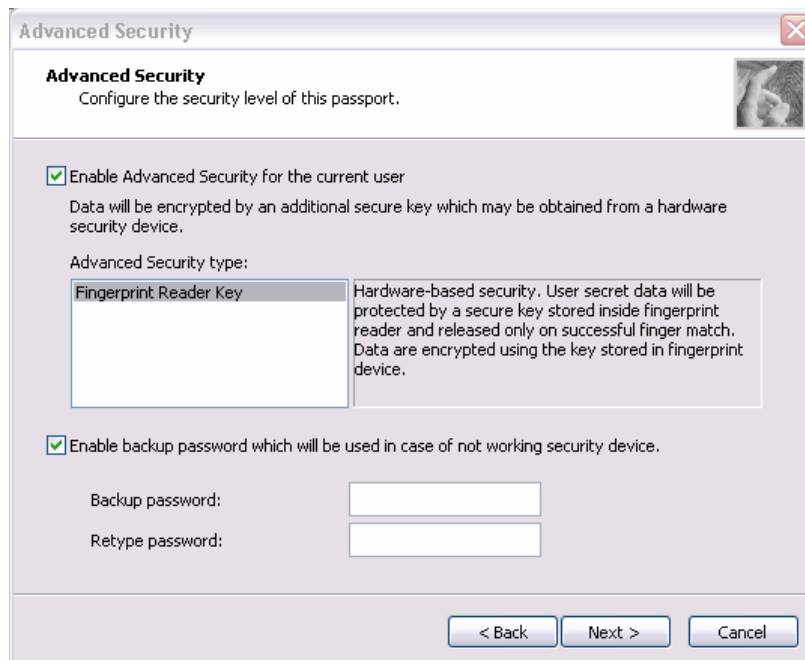 Advanced Security
Advanced Security
Configure the security level of this passport.
Enable Advanced Security for the current user
Data will be encrypted by an additional secure key which may be obtained from a hardware
security device.
Advanced Security type:
Fingerprint Reader Key
Hardware-based security. User secret data will be
protected by a secure key stored inside fingerprint
reader and released only on successful finger match.
Data are encrypted using the key stored in fingerprint
device.
Enable backup password which will be used in case of not working security device.
Backup password:
Retype password:
< Back
Next >
Cancel